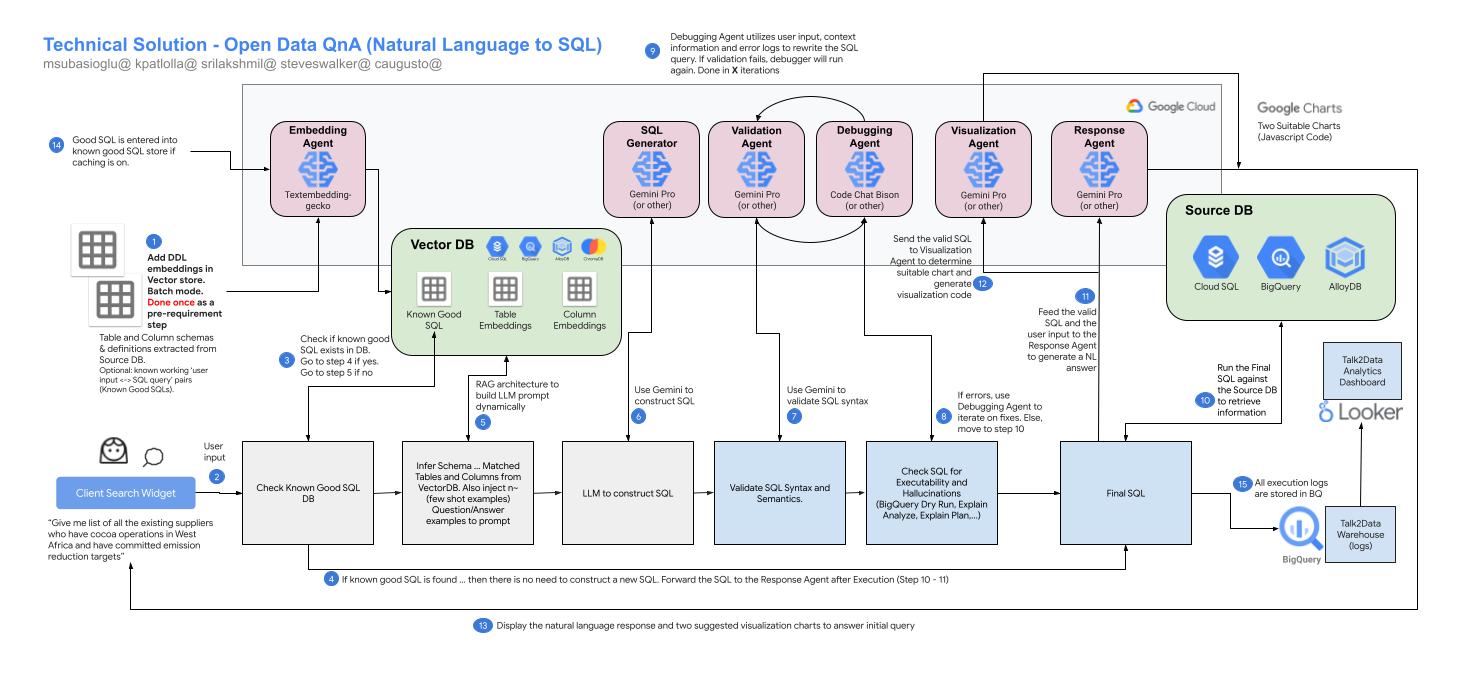 Technical Solution - Open Data QnA (Natural Language to SQL)
msubasioglu@ kpatlolla@ srilakshmil@ steveswalker@ caugusto@
9
Debugging Agent utilizes user input, context
information and error logs to rewrite the SQL
query. If validation fails, debugger will run
again. Done in X iterations
Google Cloud
Google Charts
Two Suitable Charts
(Javascript Code)
14
Good SQL is entered into
known good SQL store if
caching is on.
Embedding
Agent
Textembedding-
gecko
SQL
Generator
Gemini Pro
(or other)
Validation
Agent
Gemini Pro
(or other)
Debugging
Agent
Code Chat Bison
(or other)
Visualization
Agent
Gemini Pro
(or other)
Response
Agent
Gemini Pro
(or other)
Source DB
Cloud SQL
BigQuery
AlloyDB
1
Add DDL
embeddings in
Vector store.
Batch mode.
Done once as a
pre-requirement
step
Table and Column schemas
& definitions extracted from
Source DB.
Optional: known working 'user
input <-> SQL query' pairs
(Known Good SQLs).
Vector DB
Cloud SQL
BigQuery
AlloyDB
ChromaDB
Known Good
SQL
Table
Embeddings
Column
Embeddings
Send the valid SQL
to Visualization
Agent to determine
suitable chart and
generate
visualization code
12
11
Feed the valid
SQL and the
user input to the
Response Agent
to generate a NL
answer
3
Check if known good
SQL exists in DB.
Go to step 4 if yes.
Go to step 5 if no
RAG architecture to
build LLM prompt
dynamically
5
Use Gemini to
construct SQL
6
Use Gemini to
validate SQL syntax
7
8
If errors, use
Debugging Agent to
iterate on fixes. Else,
move to step 10
10
Run the Final
SQL against
the Source DB
to retrieve
information
Talk2Data
Analytics
Dashboard
Looker
User
input
2
Client Search Widget
"Give me list of all the existing suppliers
who have cocoa operations in West
Africa and have committed emission
reduction targets"
Check Known Good SQL
DB
Infer Schema ... Matched
Tables and Columns from
VectorDB. Also inject n~
(few shot examples)
Question/Answer
examples to prompt
LLM to construct SQL
Validate SQL Syntax and
Semantics.
Check SQL for
Executability and
Hallucinations
(BigQuery Dry Run, Explain
Analyze, Explain Plan,...)
Final SQL
15
All execution logs
are stored in BQ
BigQuery
Talk2Data
Warehouse
(logs)
4
If known good SQL is found ... then there is no need to construct a new SQL. Forward the SQL to the Response Agent after Execution (Step 10 - 11)
13
Display the natural language response and two suggested visualization charts to answer initial query